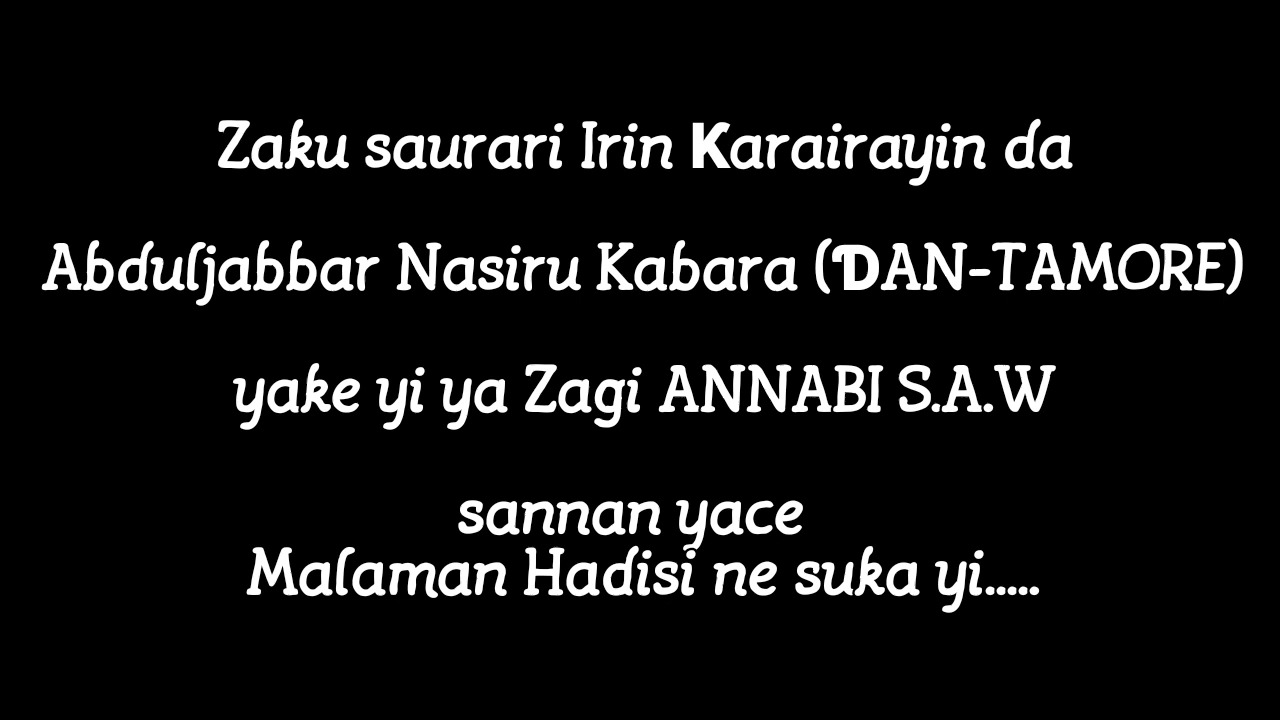 Zaku saurari Irin Karairayin da
Abduljabbar Nasiru Kabara (ƊAN-TAMORE)
yake yi ya Zagi ANNABI S.A.W
sannan yace
Malaman Hadisi ne suka yi.....